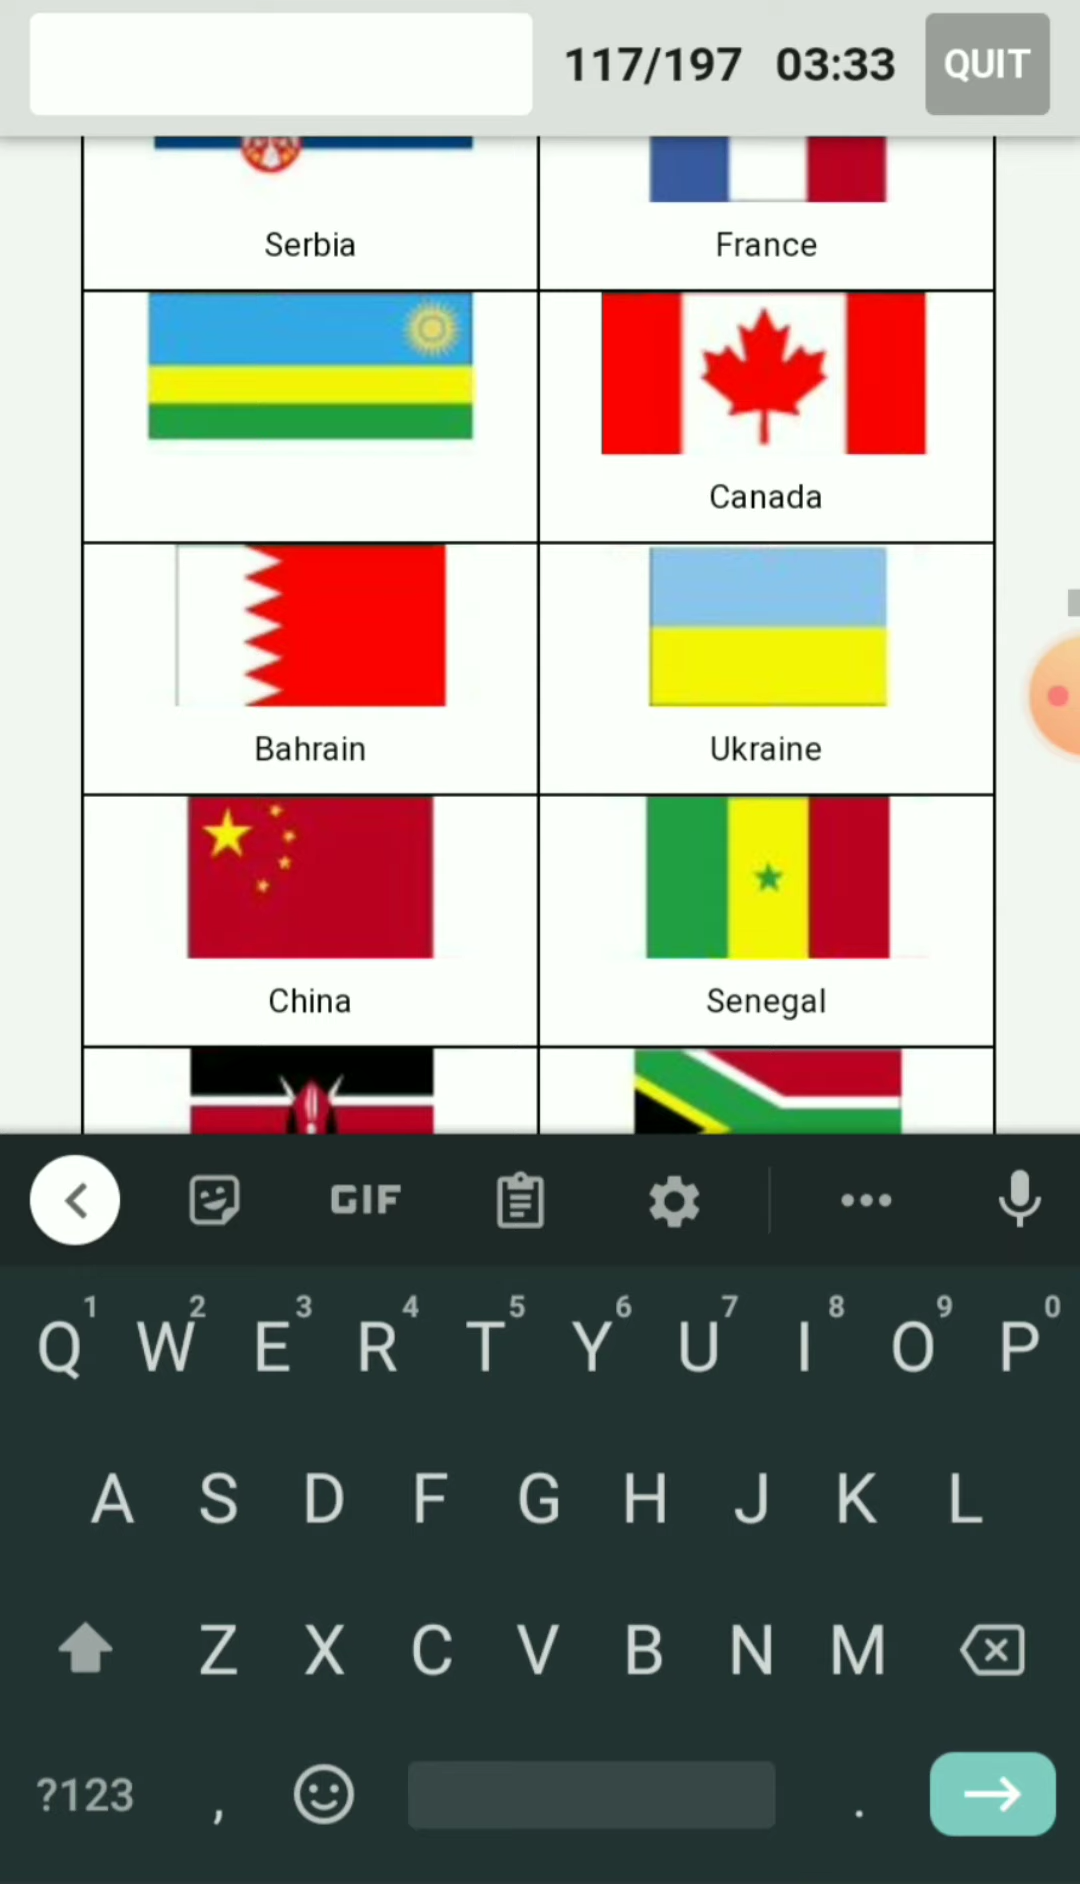 117/197 03:33 QUIT
Serbia France
Canada
Bahrain Ukraine
China Senegal
GIF
1 2 3 4 5 6 7 8 9 0
Q W E R T Y U I O P
A S D F G H J K L
Z X C V B N M
?123 , .